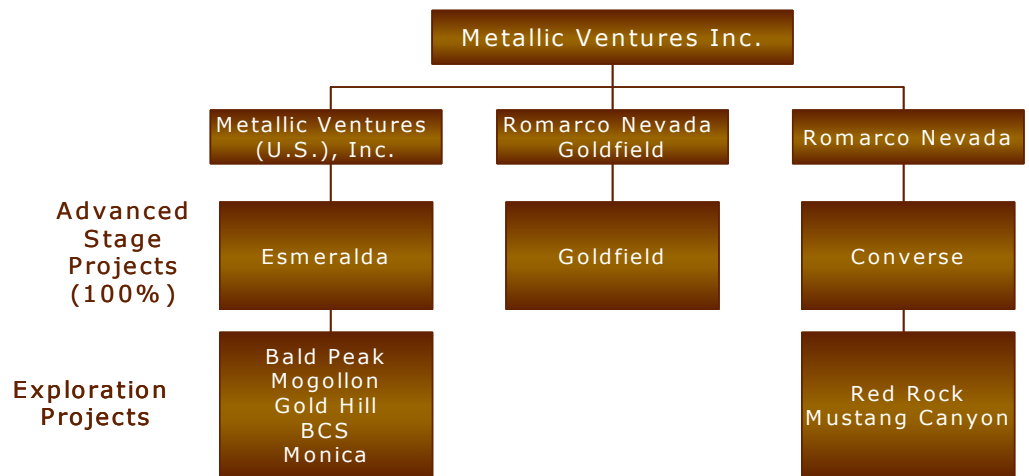 Metallic Ventures Inc.
Metallic Ventures
(U.S.), Inc.
Romarco Nevada
Goldfield
Romarco Nevada
Advanced
Stage
Projects
(100%)
Esmeralda
Goldfield
Converse
Exploration
Projects
Bald Peak
Mogollon
Gold Hill
BCS
Monica
Red Rock
Mustang Canyon